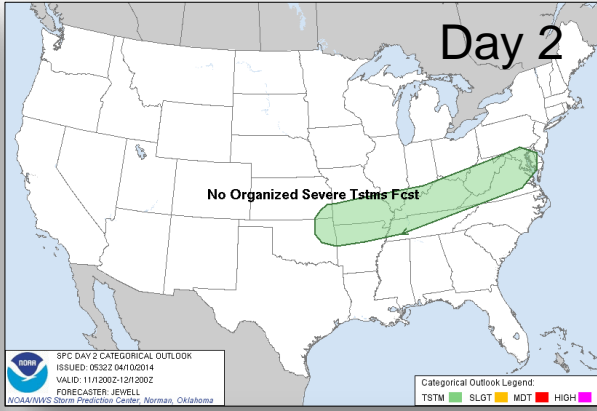 Day 2
No Organized Severe Tstms Fcst
NOAA
SPC DAY 2 CATEGORICAL OUTLOOK
ISSUED: 0532Z 04/10/2014
VALID: 11/1200Z-12/1200Z
FORECASTER: JEWELL
NOAA/NWS Storm Prediction Center, Norman, Oklahoma
Categorical Outlook Legend:
TSTM SLGT MDT HIGH